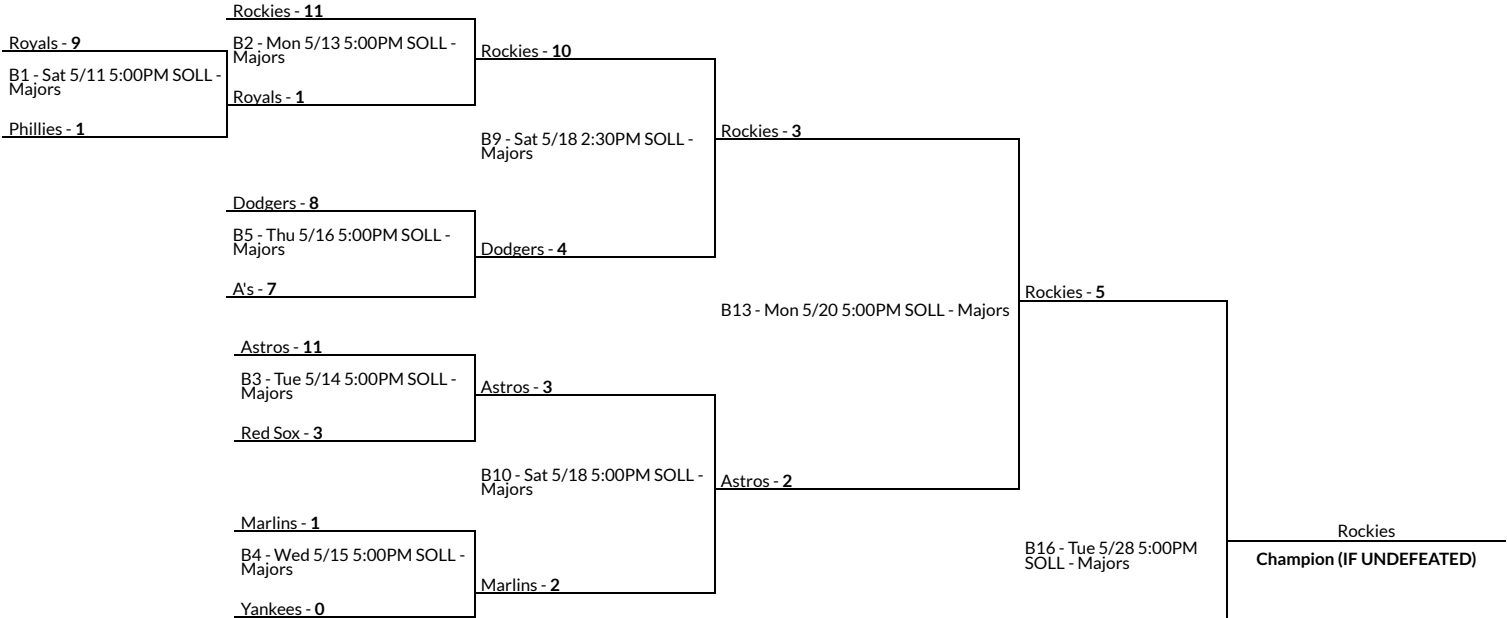 Rockies - 11
Royals - 9
B2 - Mon 5/13 5:00PM SOLL -
Majors
Rockies - 10
B1 - Sat 5/11 5:00PM SOLL -
Majors
Royals - 1
Phillies - 1
B9 - Sat 5/18 2:30PM SOLL -
Majors
Rockies - 3
Dodgers - 8
B5 - Thu 5/16 5:00PM SOLL -
Majors
Dodgers - 4
A's - 7
B13 - Mon 5/20 5:00PM SOLL - Majors
Rockies - 5
Astros - 11
B3 - Tue 5/14 5:00PM SOLL -
Majors
Astros - 3
Red Sox - 3
B10 - Sat 5/18 5:00PM SOLL -
Majors
Astros - 2
Marlins - 1
B4 - Wed 5/15 5:00PM SOLL -
Majors
Marlins - 2
Yankees - 0
B16 - Tue 5/28 5:00PM
SOLL - Majors
Rockies
Champion (IF UNDEFEATED)